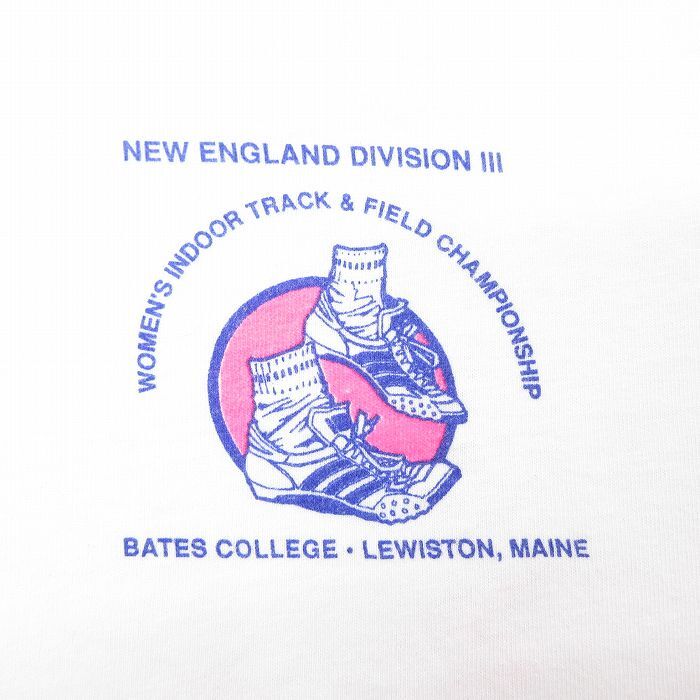 NEW ENGLAND DIVISION III
WOMEN'S INDOOR TRACK & FIELD CHAMPIONSHIP
BATES COLLEGE · LEWISTON, MAINE